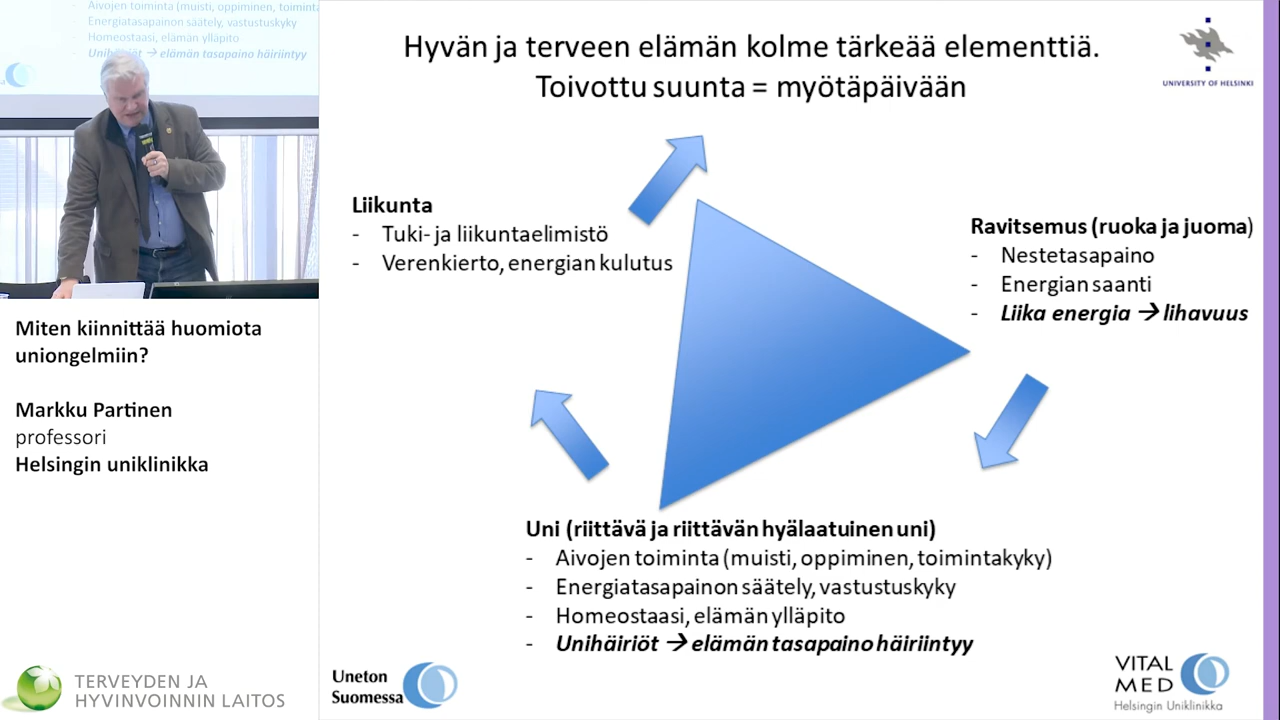 Aivojen toiminta (muisti, oppiminen, toiminta
- Energiatasapainon säätely, vastustuskyky
- Homeostaasi, elämän ylläpito
- Unihäiriöt → elämän tasapaino häiriintyy
Miten kiinnittää huomiota
uniongelmiin?
Markku Partinen
professori
Helsingin uniklinikka
TERVEYDEN JA
HYVINVOINNIN LAITOS
Hyvän ja terveen elämän kolme tärkeää elementtiä.
Toivottu suunta = myötäpäivään
UNIVERSITY OF HELSINKI
Liikunta
- Tuki- ja liikuntaelimistö
- Verenkierto, energian kulutus
Ravitsemus (ruoka ja juoma)
- Nestetasapaino
- Energian saanti
- Liika energia → lihavuus
Uni (riittävä ja riittävän hyälaatuinen uni)
- Aivojen toiminta (muisti, oppiminen, toimintakyky)
- Energiatasapainon säätely, vastustuskyky
- Homeostaasi, elämän ylläpito
- Unihäiriöt → elämän tasapaino häiriintyy
Uneton
Suomessa
VITAL
MED
Helsingin Uniklinikka